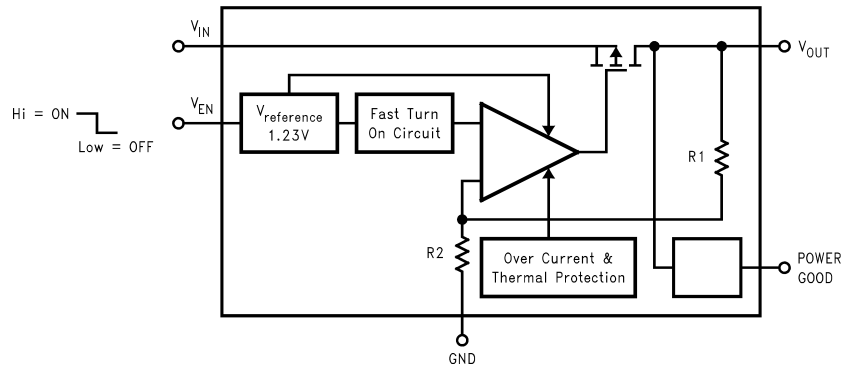 V_IN
V_OUT
V_EN
Hi = ON
Low = OFF
V_reference
1.23V
Fast Turn
On Circuit
R1
R2
Over Current &
Thermal Protection
POWER
GOOD
GND